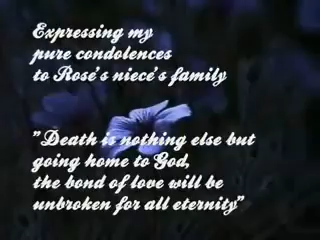 Expressing my
pure condolences
to Rose's niece's family
"Death is nothing else but
going home to God,
the bond of love will be
unbroken for all eternity"